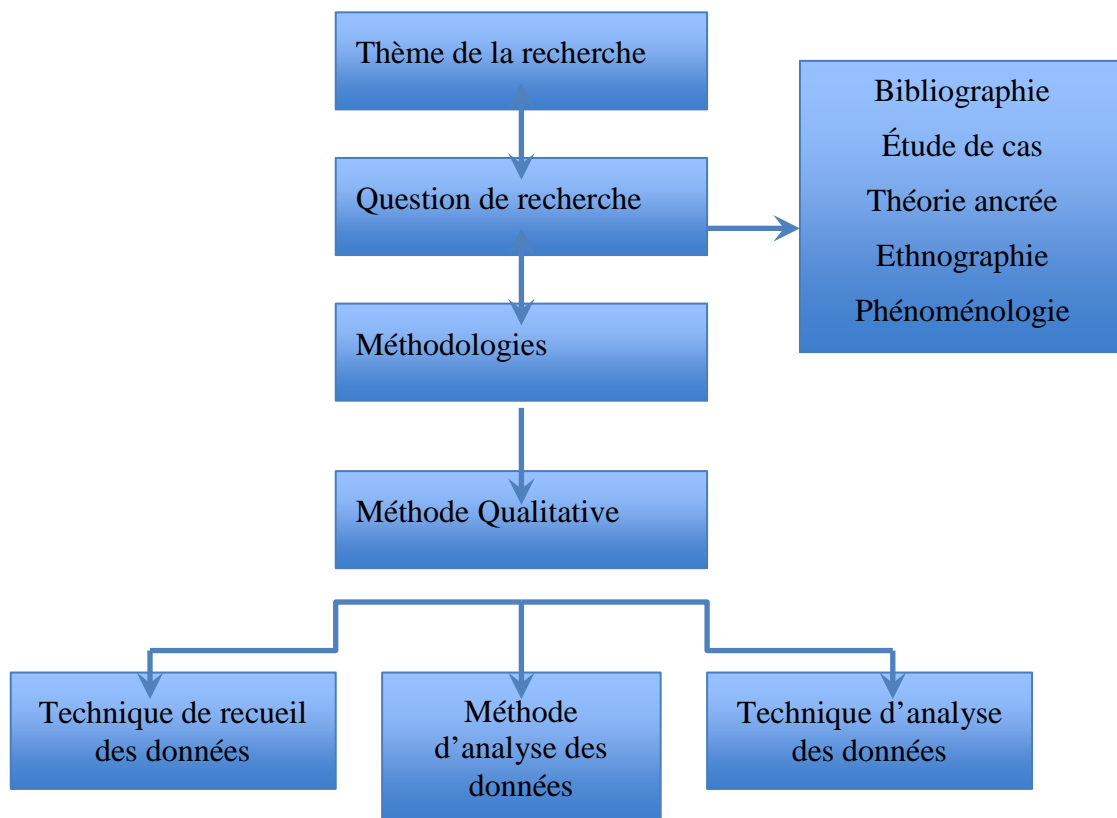 Thème de la recherche
Bibliographie
Étude de cas
Théorie ancrée
Ethnographie
Phénoménologie
Question de recherche
Méthodologies
Méthode Qualitative
Technique de recueil
des données
Méthode
d’analyse des
données
Technique d’analyse
des données